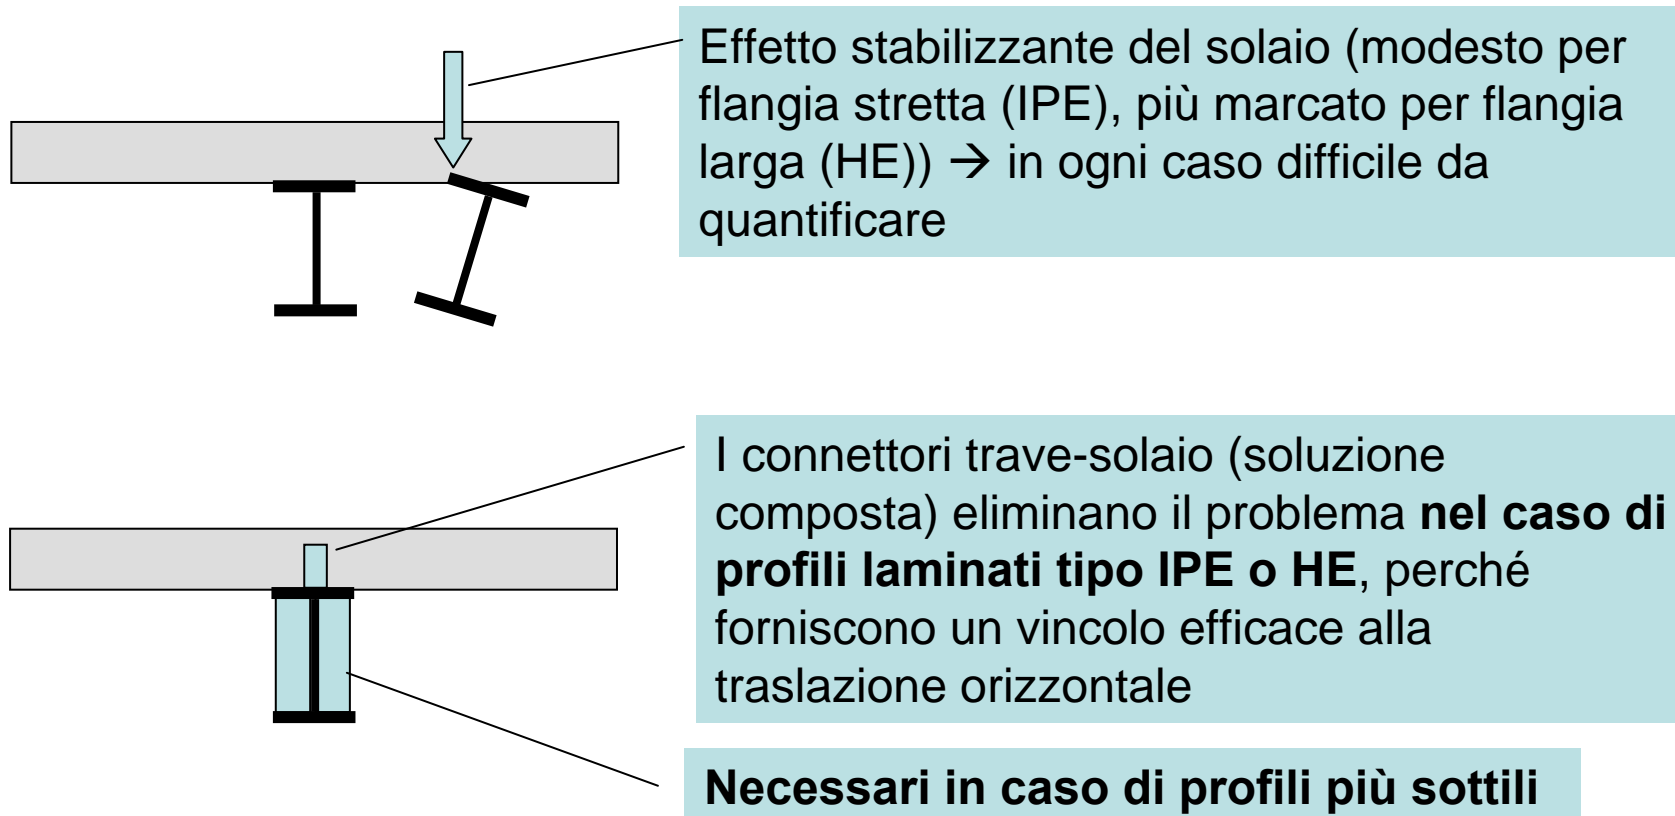 Effetto stabilizzante del solaio (modesto per
flangia stretta (IPE), più marcato per flangia
larga (HE)) → in ogni caso difficile da
quantificare
I connettori trave-solaio (soluzione
composta) eliminano il problema nel caso di
profili laminati tipo IPE o HE, perché
forniscono un vincolo efficace alla
traslazione orizzontale
Necessari in caso di profili più sottili